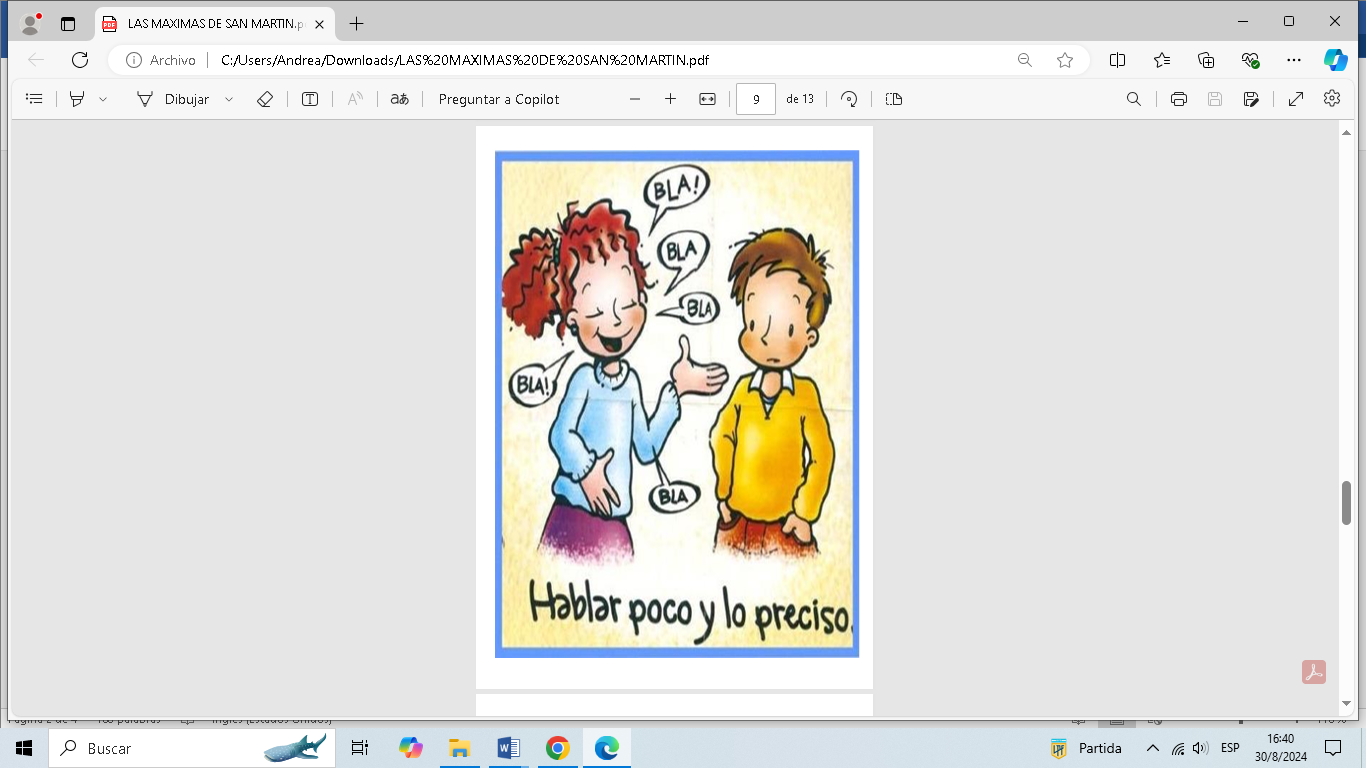 LAS MAXIMAS DE SAN MARTIN.p
Archivo C:/Users/Andrea/Downloads/LAS%20MAXIMAS%20DE%20SAN%20MARTIN.pdf
Dibujar aあ Preguntar a Copilot 9 de 13
BLA!
BLA
BLA
BLA!
BLA
Hablar poco y lo preciso.
Buscar
Partida ESP 16:40
30/8/2024